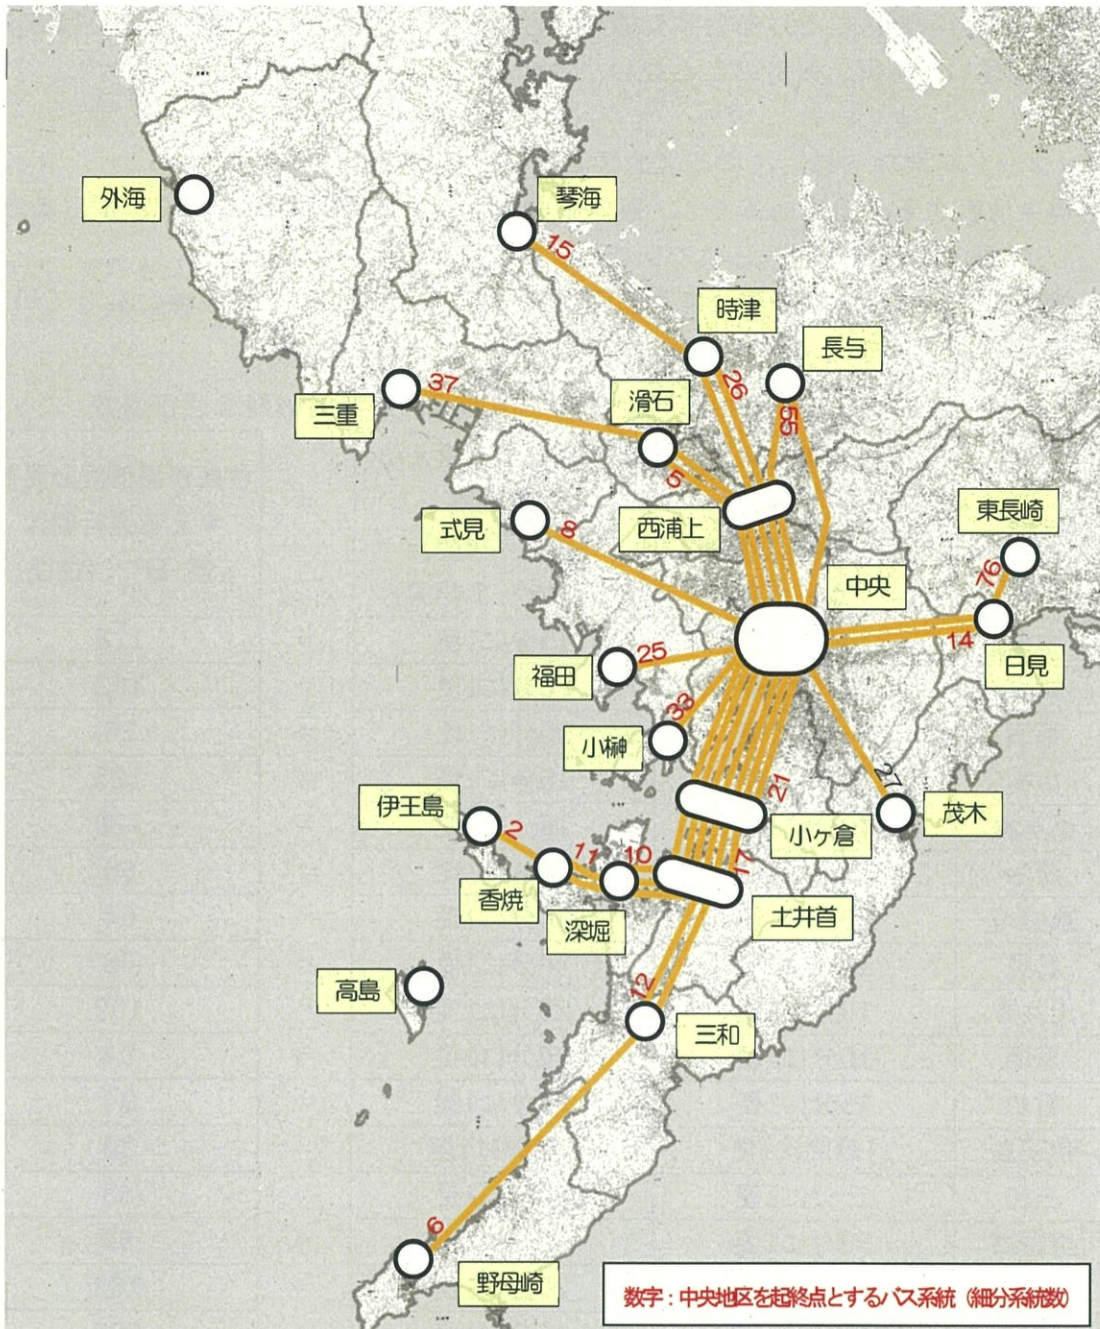 外海
琴海
15
時津
長与
26
三重
37
滑石
55
5
式見
8
西浦上
東長崎
76
中央
14
日見
福田
25
小榊
33
21
27
茂木
伊王島
2
小ヶ倉
香焼
11
10
17
深堀
土井首
高島
12
三和
6
野母崎
数字：中央地区を起終点とするバス系統（細分系統数）